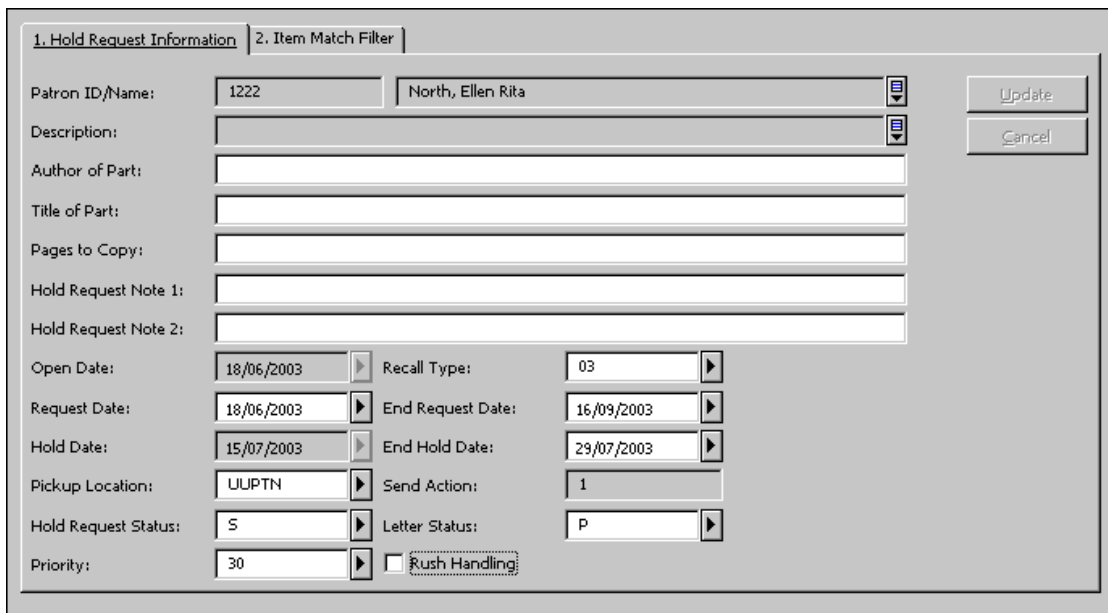 1. Hold Request Information 2. Item Match Filter
Patron ID/Name: 1222 North, Ellen Rita Update
Description: Cancel
Author of Part:
Title of Part:
Pages to Copy:
Hold Request Note 1:
Hold Request Note 2:
Open Date: 18/06/2003 Recall Type: 03
Request Date: 18/06/2003 End Request Date: 16/09/2003
Hold Date: 15/07/2003 End Hold Date: 29/07/2003
Pickup Location: UUPTN Send Action: 1
Hold Request Status: S Letter Status: P
Priority: 30 Rush Handling